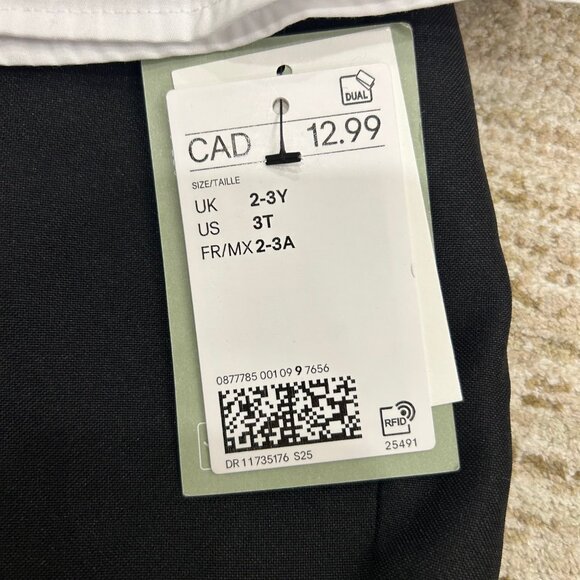 DUAL
CAD 12.99
SIZE/TAILLE
UK 2-3Y
US 3T
FR/MX 2-3A
0877785 001 09 9 7656
RFID
25491
DR11735176 S25